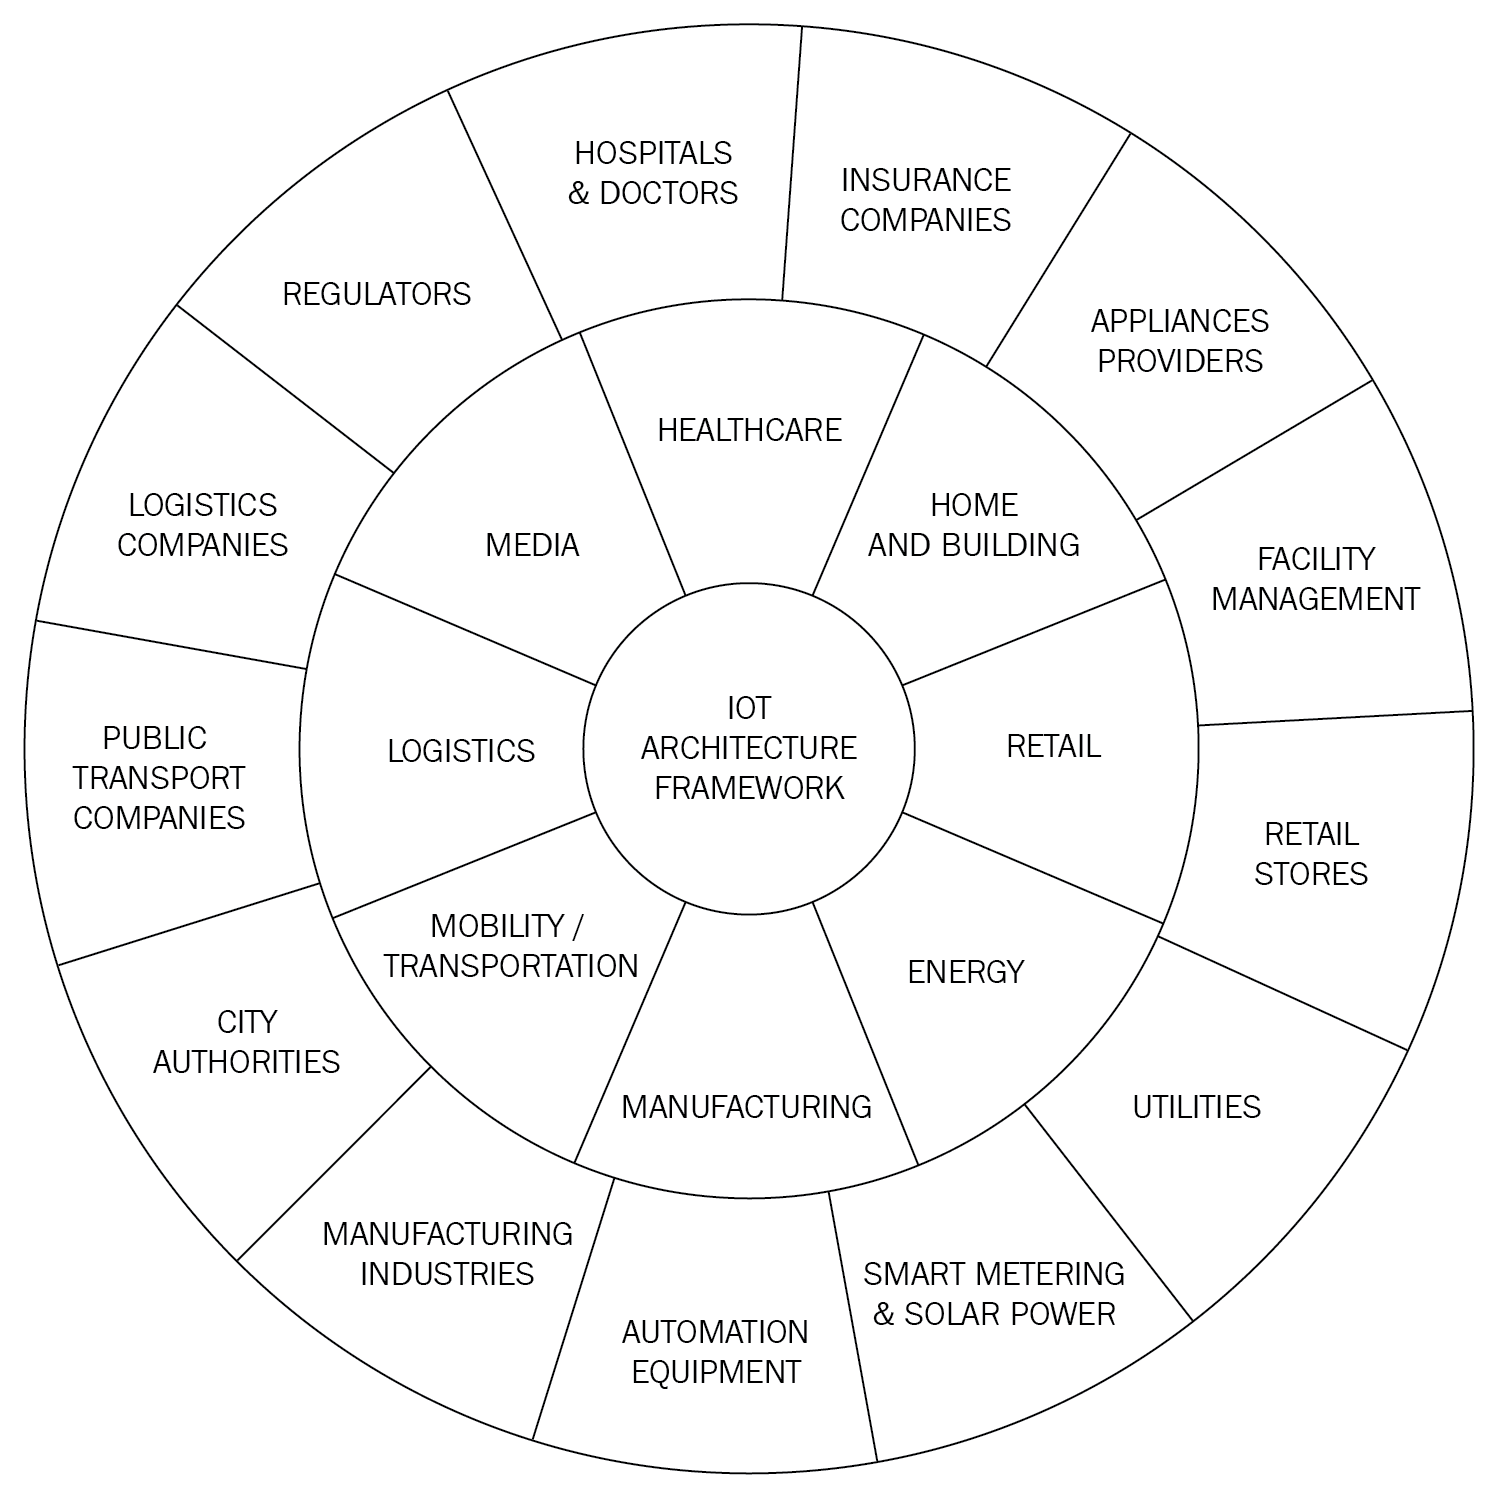 HOSPITALS
& DOCTORS
INSURANCE
COMPANIES
APPLIANCES
PROVIDERS
FACILITY
MANAGEMENT
RETAIL
STORES
UTILITIES
SMART METERING
& SOLAR POWER
AUTOMATION
EQUIPMENT
MANUFACTURING
INDUSTRIES
CITY
AUTHORITIES
PUBLIC
TRANSPORT
COMPANIES
LOGISTICS
COMPANIES
REGULATORS
HEALTHCARE
HOME
AND BUILDING
RETAIL
ENERGY
MANUFACTURING
MOBILITY /
TRANSPORTATION
LOGISTICS
MEDIA
IOT
ARCHITECTURE
FRAMEWORK